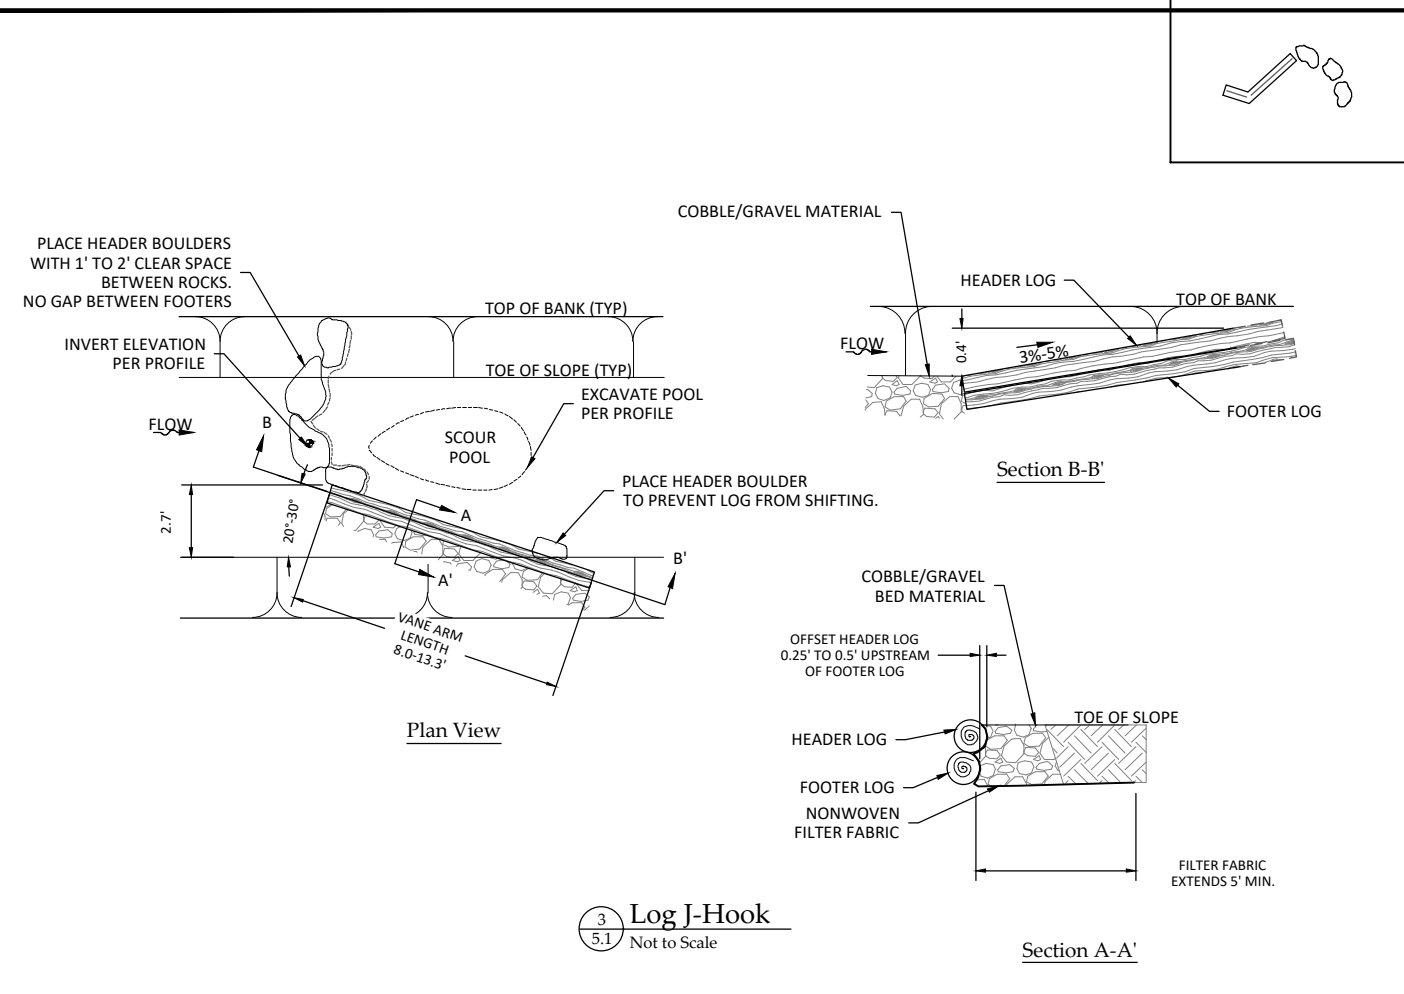 COBBLE/GRAVEL MATERIAL
PLACE HEADER BOULDERS
WITH 1' TO 2' CLEAR SPACE
BETWEEN ROCKS.
NO GAP BETWEEN FOOTERS
INVERT ELEVATION
PER PROFILE
TOP OF BANK (TYP)
TOE OF SLOPE (TYP)
EXCAVATE POOL
PER PROFILE
FLOW
B
SCOUR
POOL
PLACE HEADER BOULDER
TO PREVENT LOG FROM SHIFTING.
2.7'
20°-30°
A
A'
B'
VANE ARM
LENGTH
8.0-13.3'
Plan View
HEADER LOG
TOP OF BANK
FLOW
0.4'
3%-5%
FOOTER LOG
Section B-B'
COBBLE/GRAVEL
BED MATERIAL
OFFSET HEADER LOG
0.25' TO 0.5' UPSTREAM
OF FOOTER LOG
TOE OF SLOPE
HEADER LOG
FOOTER LOG
NONWOVEN
FILTER FABRIC
FILTER FABRIC
EXTENDS 5' MIN.
Section A-A'
3
5.1
Log J-Hook
Not to Scale